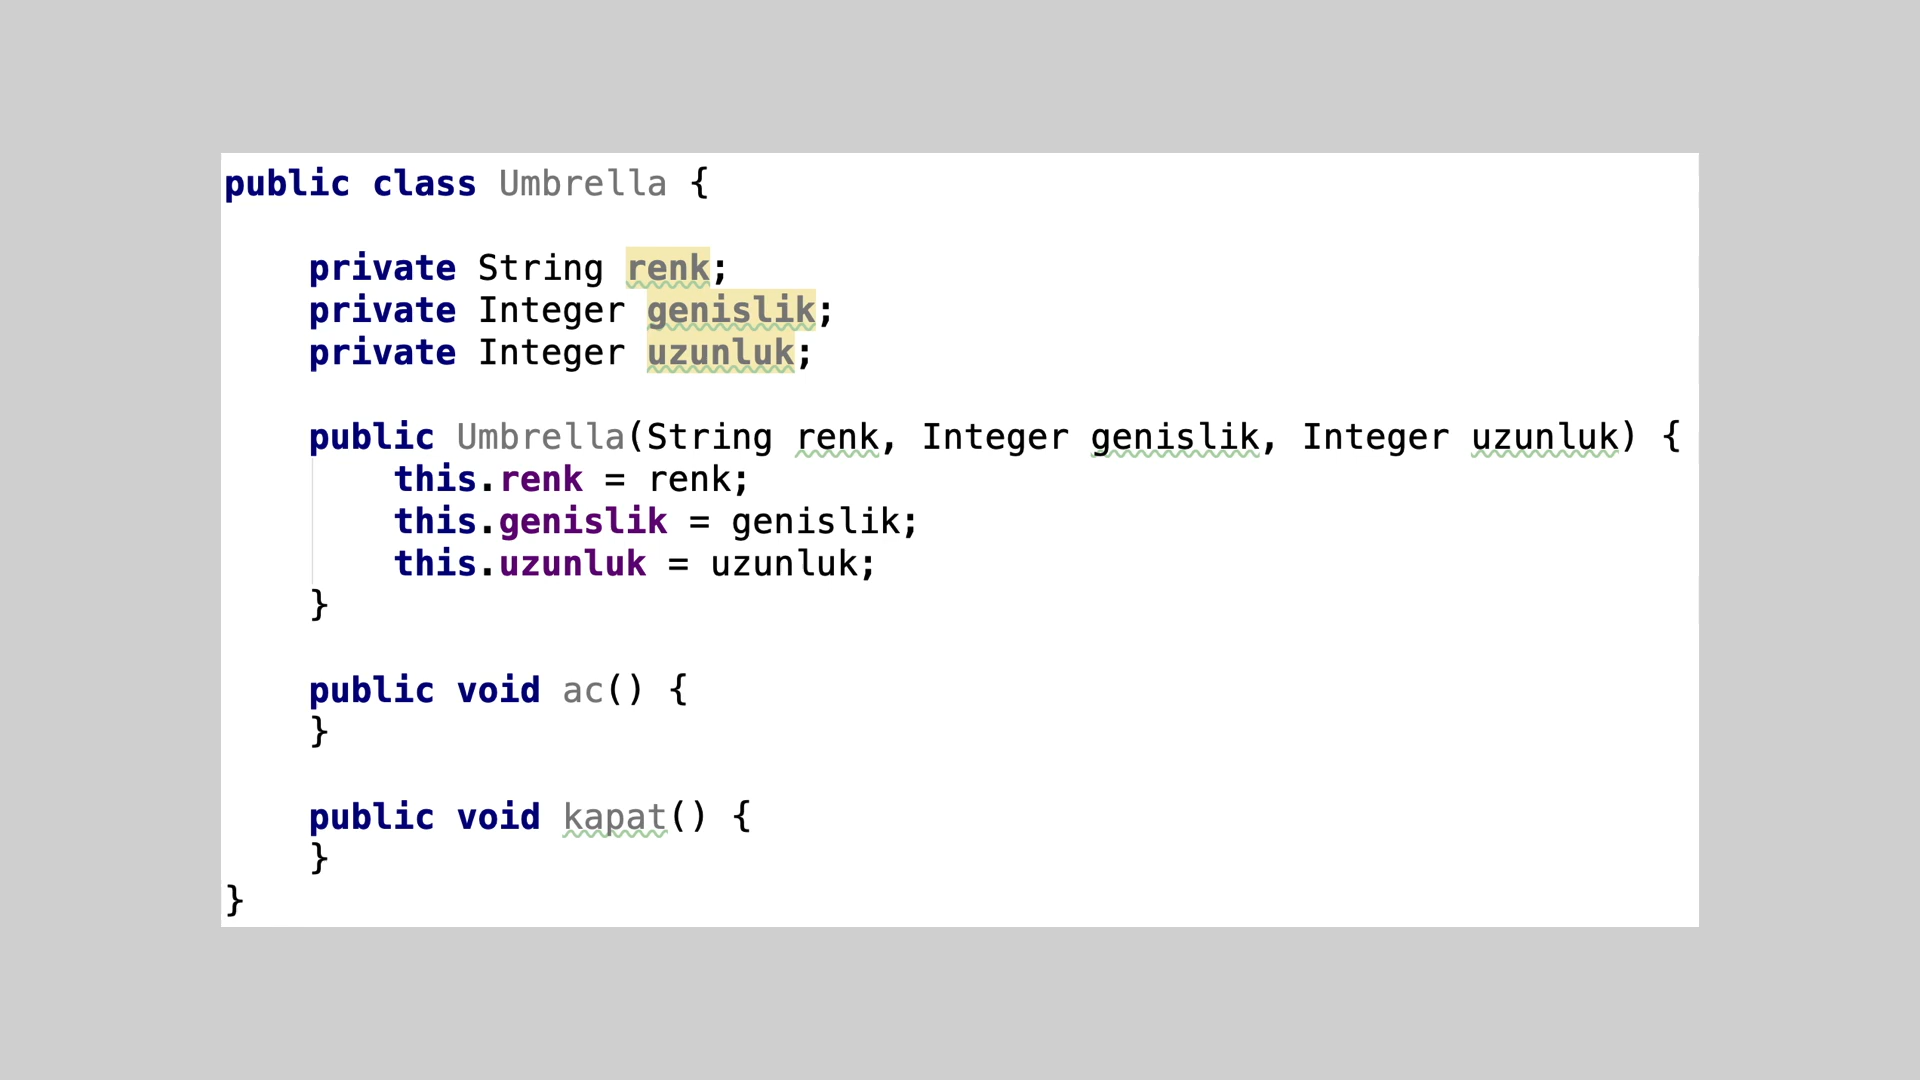 public class Umbrella {
private String renk;
private Integer genislik;
private Integer uzunluk;
public Umbrella(String renk, Integer genislik, Integer uzunluk) {
this.renk = renk;
this.genislik = genislik;
this.uzunluk = uzunluk;
}
public void ac() {
}
public void kapat() {
}
}